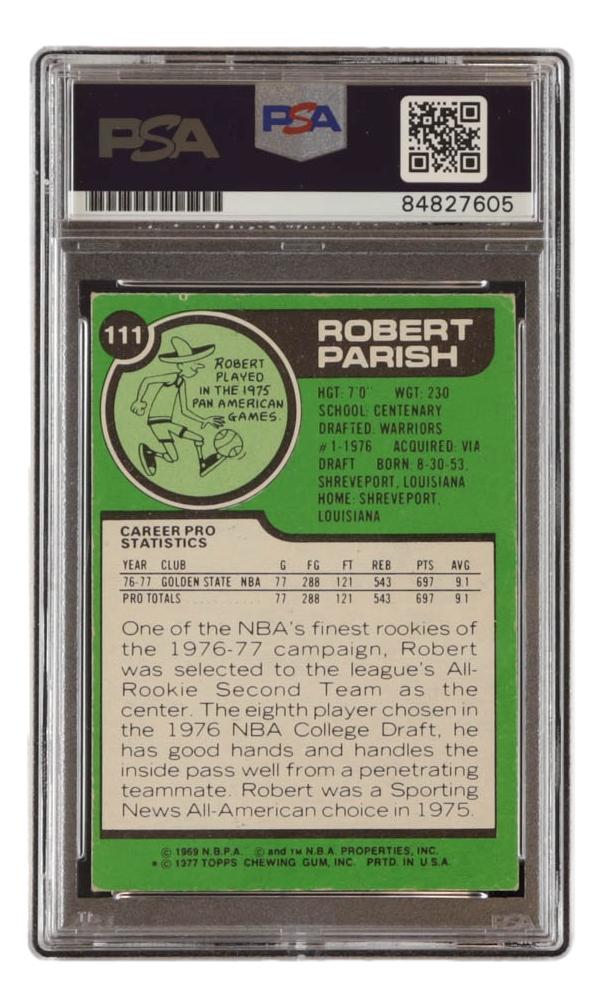 PSA
PSA
84827605
111
ROBERT
PARISH
ROBERT
PLAYED
IN THE 1975
PAN AMERICAN
GAMES.
HGT: 7'0" WGT: 230
SCHOOL: CENTENARY
DRAFTED: WARRIORS
#1-1976 ACQUIRED: VIA
DRAFT BORN: 8-30-53,
SHREVEPORT, LOUISIANA
HOME: SHREVEPORT,
LOUISIANA
CAREER PRO
STATISTICS
YEAR CLUB G FG FT REB PTS AVG
76-77 GOLDEN STATE NBA 77 288 121 543 697 9.1
PRO TOTALS 77 288 121 543 697 9.1
One of the NBA's finest rookies of
the 1976-77 campaign, Robert
was selected to the league's All-
Rookie Second Team as the
center. The eighth player chosen in
the 1976 NBA College Draft, he
has good hands and handles the
inside pass well from a penetrating
teammate. Robert was a Sporting
News All-American choice in 1975.
© 1969 N.B.P.A. © and TM N.B.A. PROPERTIES, INC.
* © 1977 TOPPS CHEWING GUM, INC. PRTD. IN U.S.A.
PSA